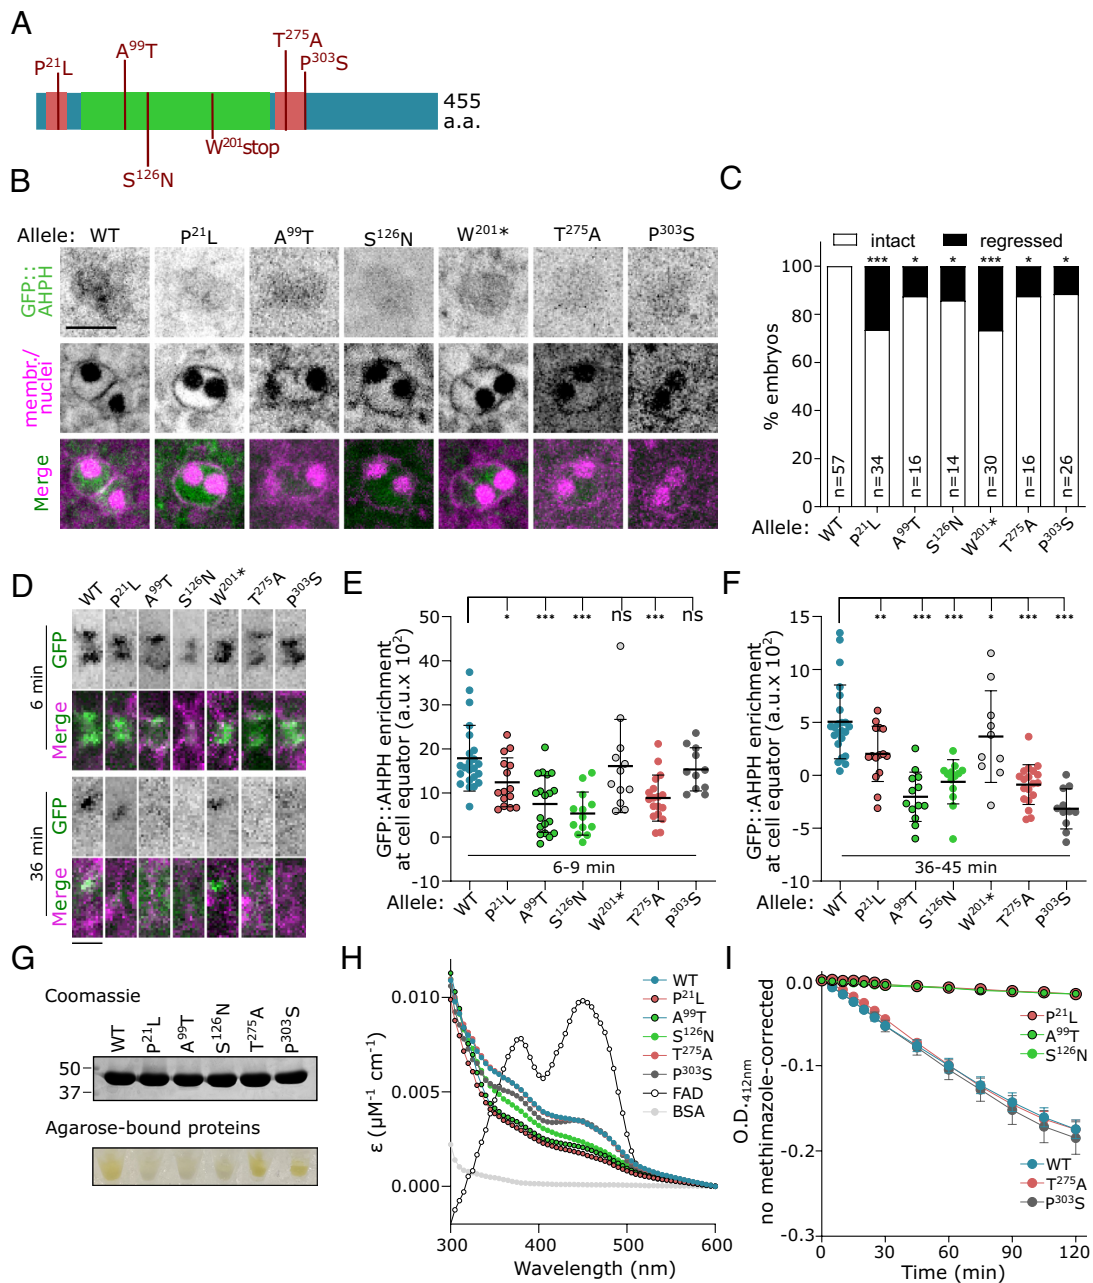 A
P²¹L
A⁹⁹T
T²⁷⁵A
P³⁰³S
455
a.a.
S¹²⁶N
W²⁰¹stop
B
Allele: WT P²¹L A⁹⁹T S¹²⁶N W²⁰¹* T²⁷⁵A P³⁰³S
GFP::
AHPH
membr./
nuclei
Merge
C
intact regressed
*** * * *** * *
% embryos
100
80
60
40
20
0
n=57 n=34 n=16 n=14 n=30 n=16 n=26
Allele: WT P²¹L A⁹⁹T S¹²⁶N W²⁰¹* T²⁷⁵A P³⁰³S
D
WT P²¹L A⁹⁹T S¹²⁶N W²⁰¹* T²⁷⁵A P³⁰³S
6 min
GFP
Merge
36 min
GFP
Merge
E
* *** *** ns *** ns
GFP::AHPH enrichment
at cell equator (a.u.x 10²)
50
40
30
20
10
0
-10
6-9 min
Allele: WT P²¹L A⁹⁹T S¹²⁶N W²⁰¹* T²⁷⁵A P³⁰³S
F
** *** *** * *** ***
GFP::AHPH enrichment
at cell equator (a.u.x 10²)
15
10
5
0
-5
-10
36-45 min
Allele: WT P²¹L A⁹⁹T S¹²⁶N W²⁰¹* T²⁷⁵A P³⁰³S
G
Coomassie
WT P²¹L A⁹⁹T S¹²⁶N T²⁷⁵A P³⁰³S
50
37
Agarose-bound proteins
H
ε (μM⁻¹ cm⁻¹)
0.010
0.005
0.000
300 400 500 600
Wavelength (nm)
WT
P²¹L
A⁹⁹T
S¹²⁶N
T²⁷⁵A
P³⁰³S
FAD
BSA
I
O.D.₄₁₂ₙₘ
no methimazole-corrected
0.0
-0.1
-0.2
-0.3
P²¹L
A⁹⁹T
S¹²⁶N
WT
T²⁷⁵A
P³⁰³S
0 30 60 90 120
Time (min)